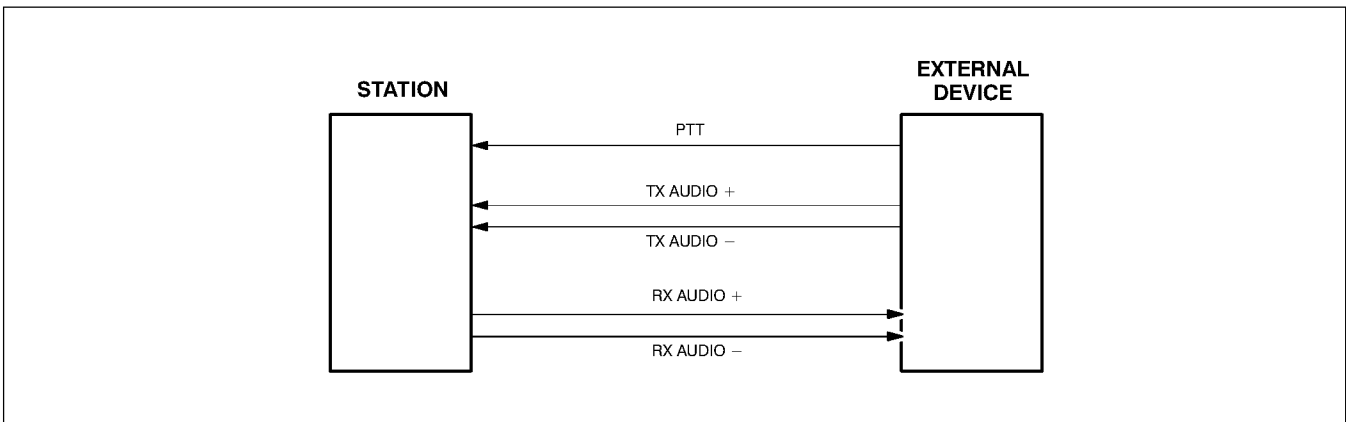 STATION
EXTERNAL
DEVICE
PTT
TX AUDIO +
TX AUDIO −
RX AUDIO +
RX AUDIO −